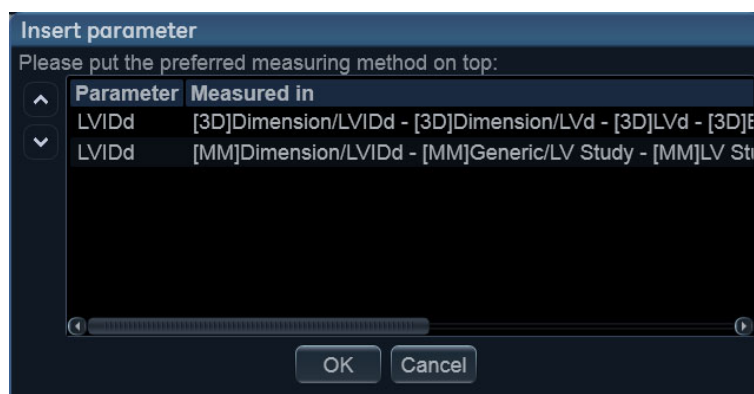 Insert parameter
Please put the preferred measuring method on top:
Parameter Measured in
LVIDd [3D]Dimension/LVIDd - [3D]Dimension/LVd - [3D]LVd - [3D]
LVIDd [MM]Dimension/LVIDd - [MM]Generic/LV Study - [MM]LV
OK Cancel